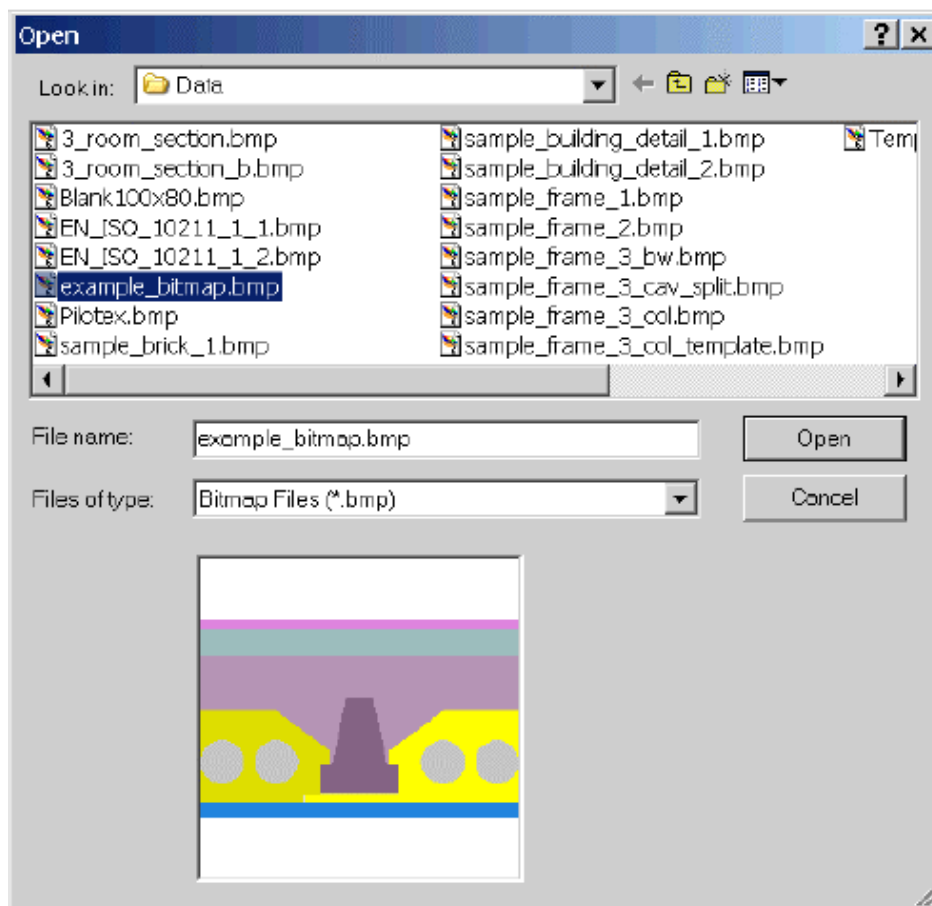 Open
Look in: Data
3_room_section.bmp
3_room_section_b.bmp
Blank100x80.bmp
EN_ISO_10211_1_1.bmp
EN_ISO_10211_1_2.bmp
example_bitmap.bmp
Pilotex.bmp
sample_brick_1.bmp
sample_building_detail_1.bmp
sample_building_detail_2.bmp
sample_frame_1.bmp
sample_frame_2.bmp
sample_frame_3_bw.bmp
sample_frame_3_cav_split.bmp
sample_frame_3_col.bmp
sample_frame_3_col_template.bmp
File name: example_bitmap.bmp Open
Files of type: Bitmap Files (*.bmp) Cancel